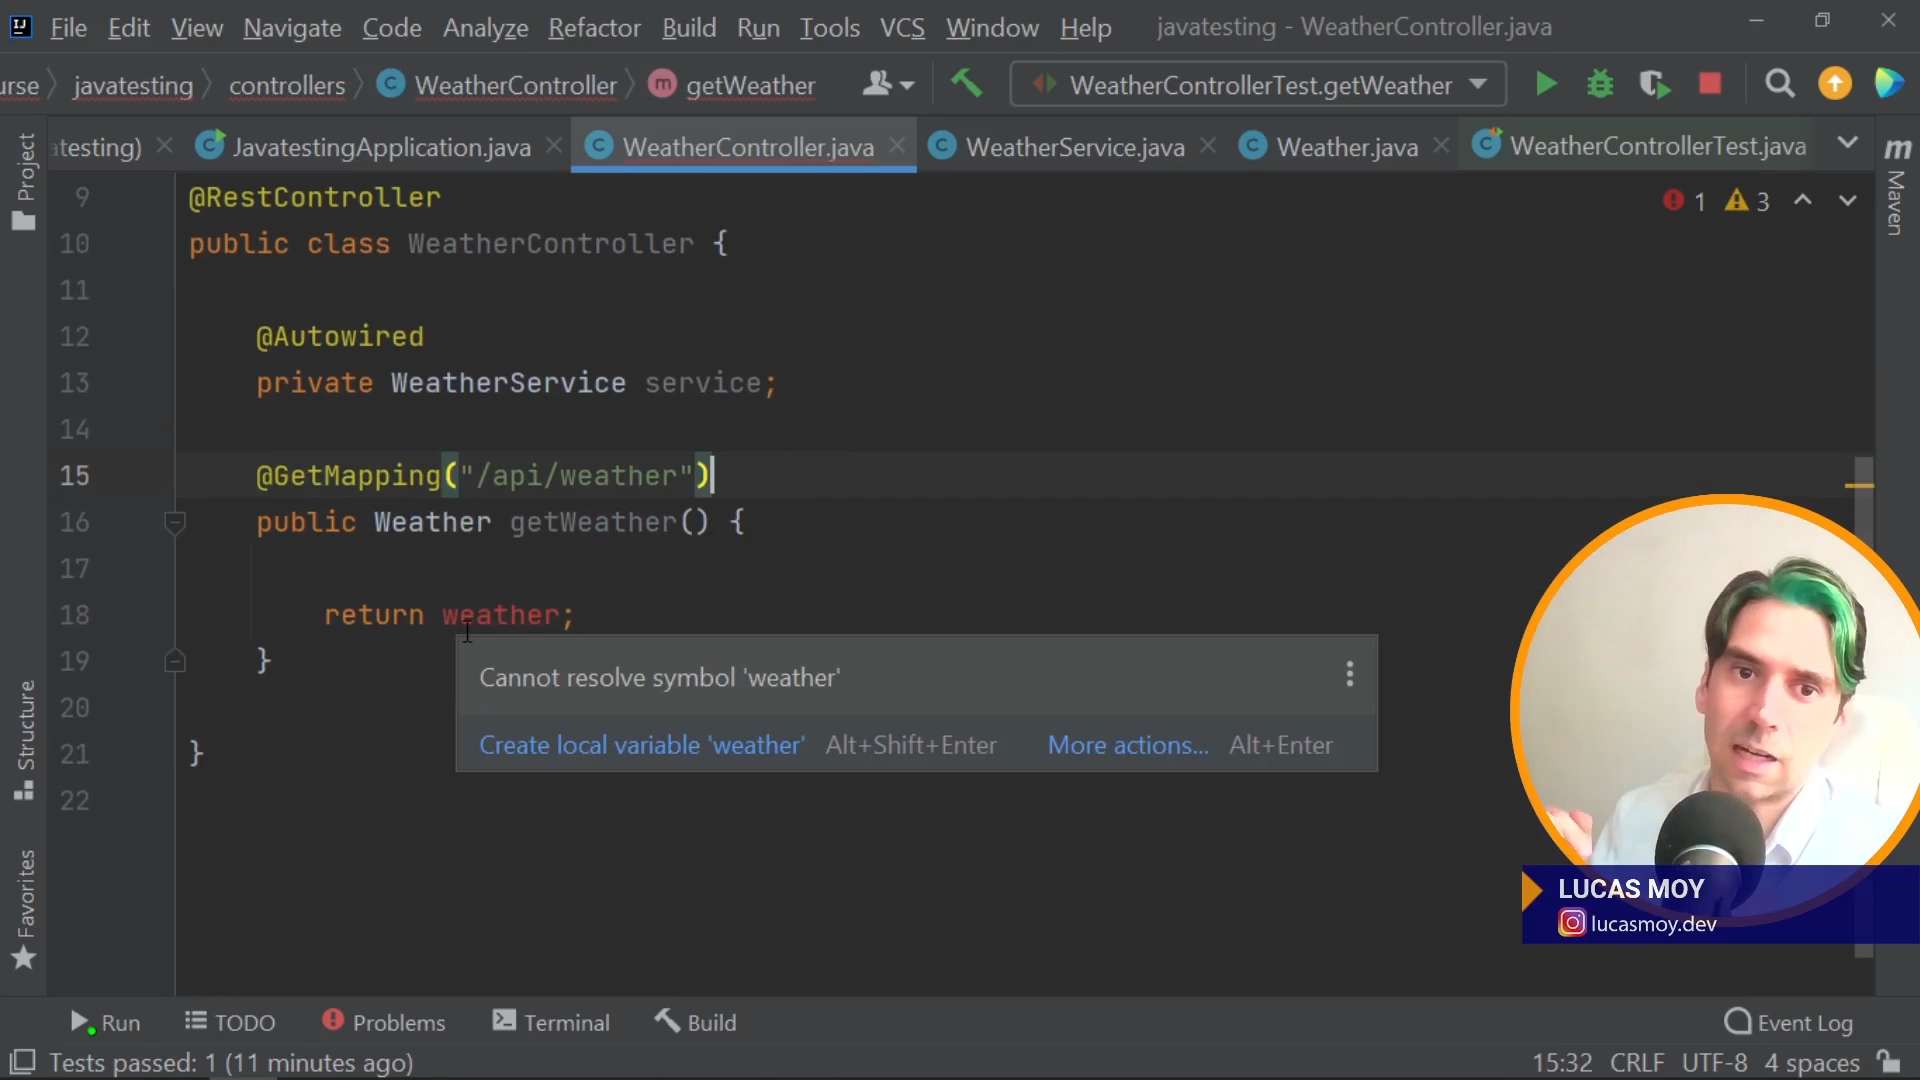 File Edit View Navigate Code Analyze Refactor Build Run Tools VCS Window Help javatesting - WeatherController.java
urse javatesting controllers WeatherController m getWeather WeatherControllerTest.getWeather
atesting) JavatestingApplication.java WeatherController.java WeatherService.java Weather.java WeatherControllerTest.java
Project
Structure
Favorites
m Maven
1 3
9 @RestController
10 public class WeatherController {
11
12 @Autowired
13 private WeatherService service;
14
15 @GetMapping("/api/weather")
16 public Weather getWeather() {
17
18 return weather;
19 }
20
21 }
22
Cannot resolve symbol 'weather'
Create local variable 'weather' Alt+Shift+Enter More actions... Alt+Enter
LUCAS MOY
lucasmoy.dev
Run TODO Problems Terminal Build Event Log
Tests passed: 1 (11 minutes ago) 15:32 CRLF UTF-8 4 spaces